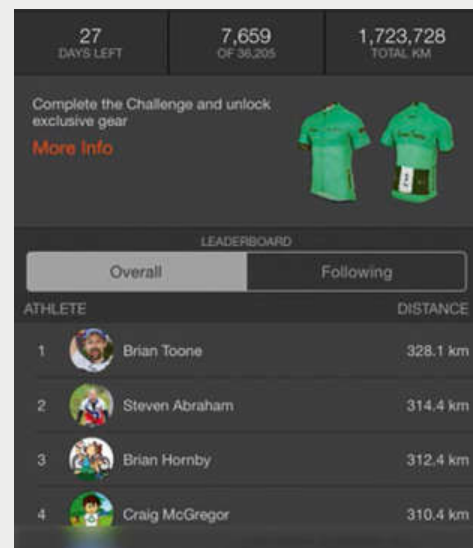 27
DAYS LEFT
7,659
OF 36,205
1,723,728
TOTAL KM
Complete the Challenge and unlock
exclusive gear
More Info
LEADERBOARD
Overall Following
ATHLETE DISTANCE
1 Brian Toone 328.1 km
2 Steven Abraham 314.4 km
3 Brian Hornby 312.4 km
4 Craig McGregor 310.4 km